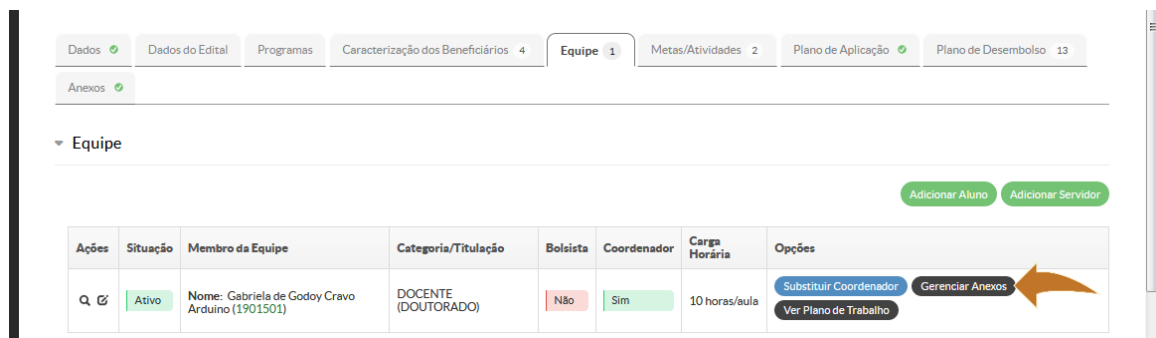 Dados
Dados do Edital
Programas
Caracterização dos Beneficiários 4
Equipe 1
Metas/Atividades 2
Plano de Aplicação
Plano de Desembolso 13
Anexos
Equipe
Adicionar Aluno Adicionar Servidor
Ações Situação Membro da Equipe Categoria/Titulação Bolsista Coordenador Carga Horária Opções
Ativo
Nome: Gabriela de Godoy Cravo
Arduino (1901501)
DOCENTE
(DOUTORADO)
Não
Sim
10 horas/aula
Substituir Coordenador Gerenciar Anexos
Ver Plano de Trabalho